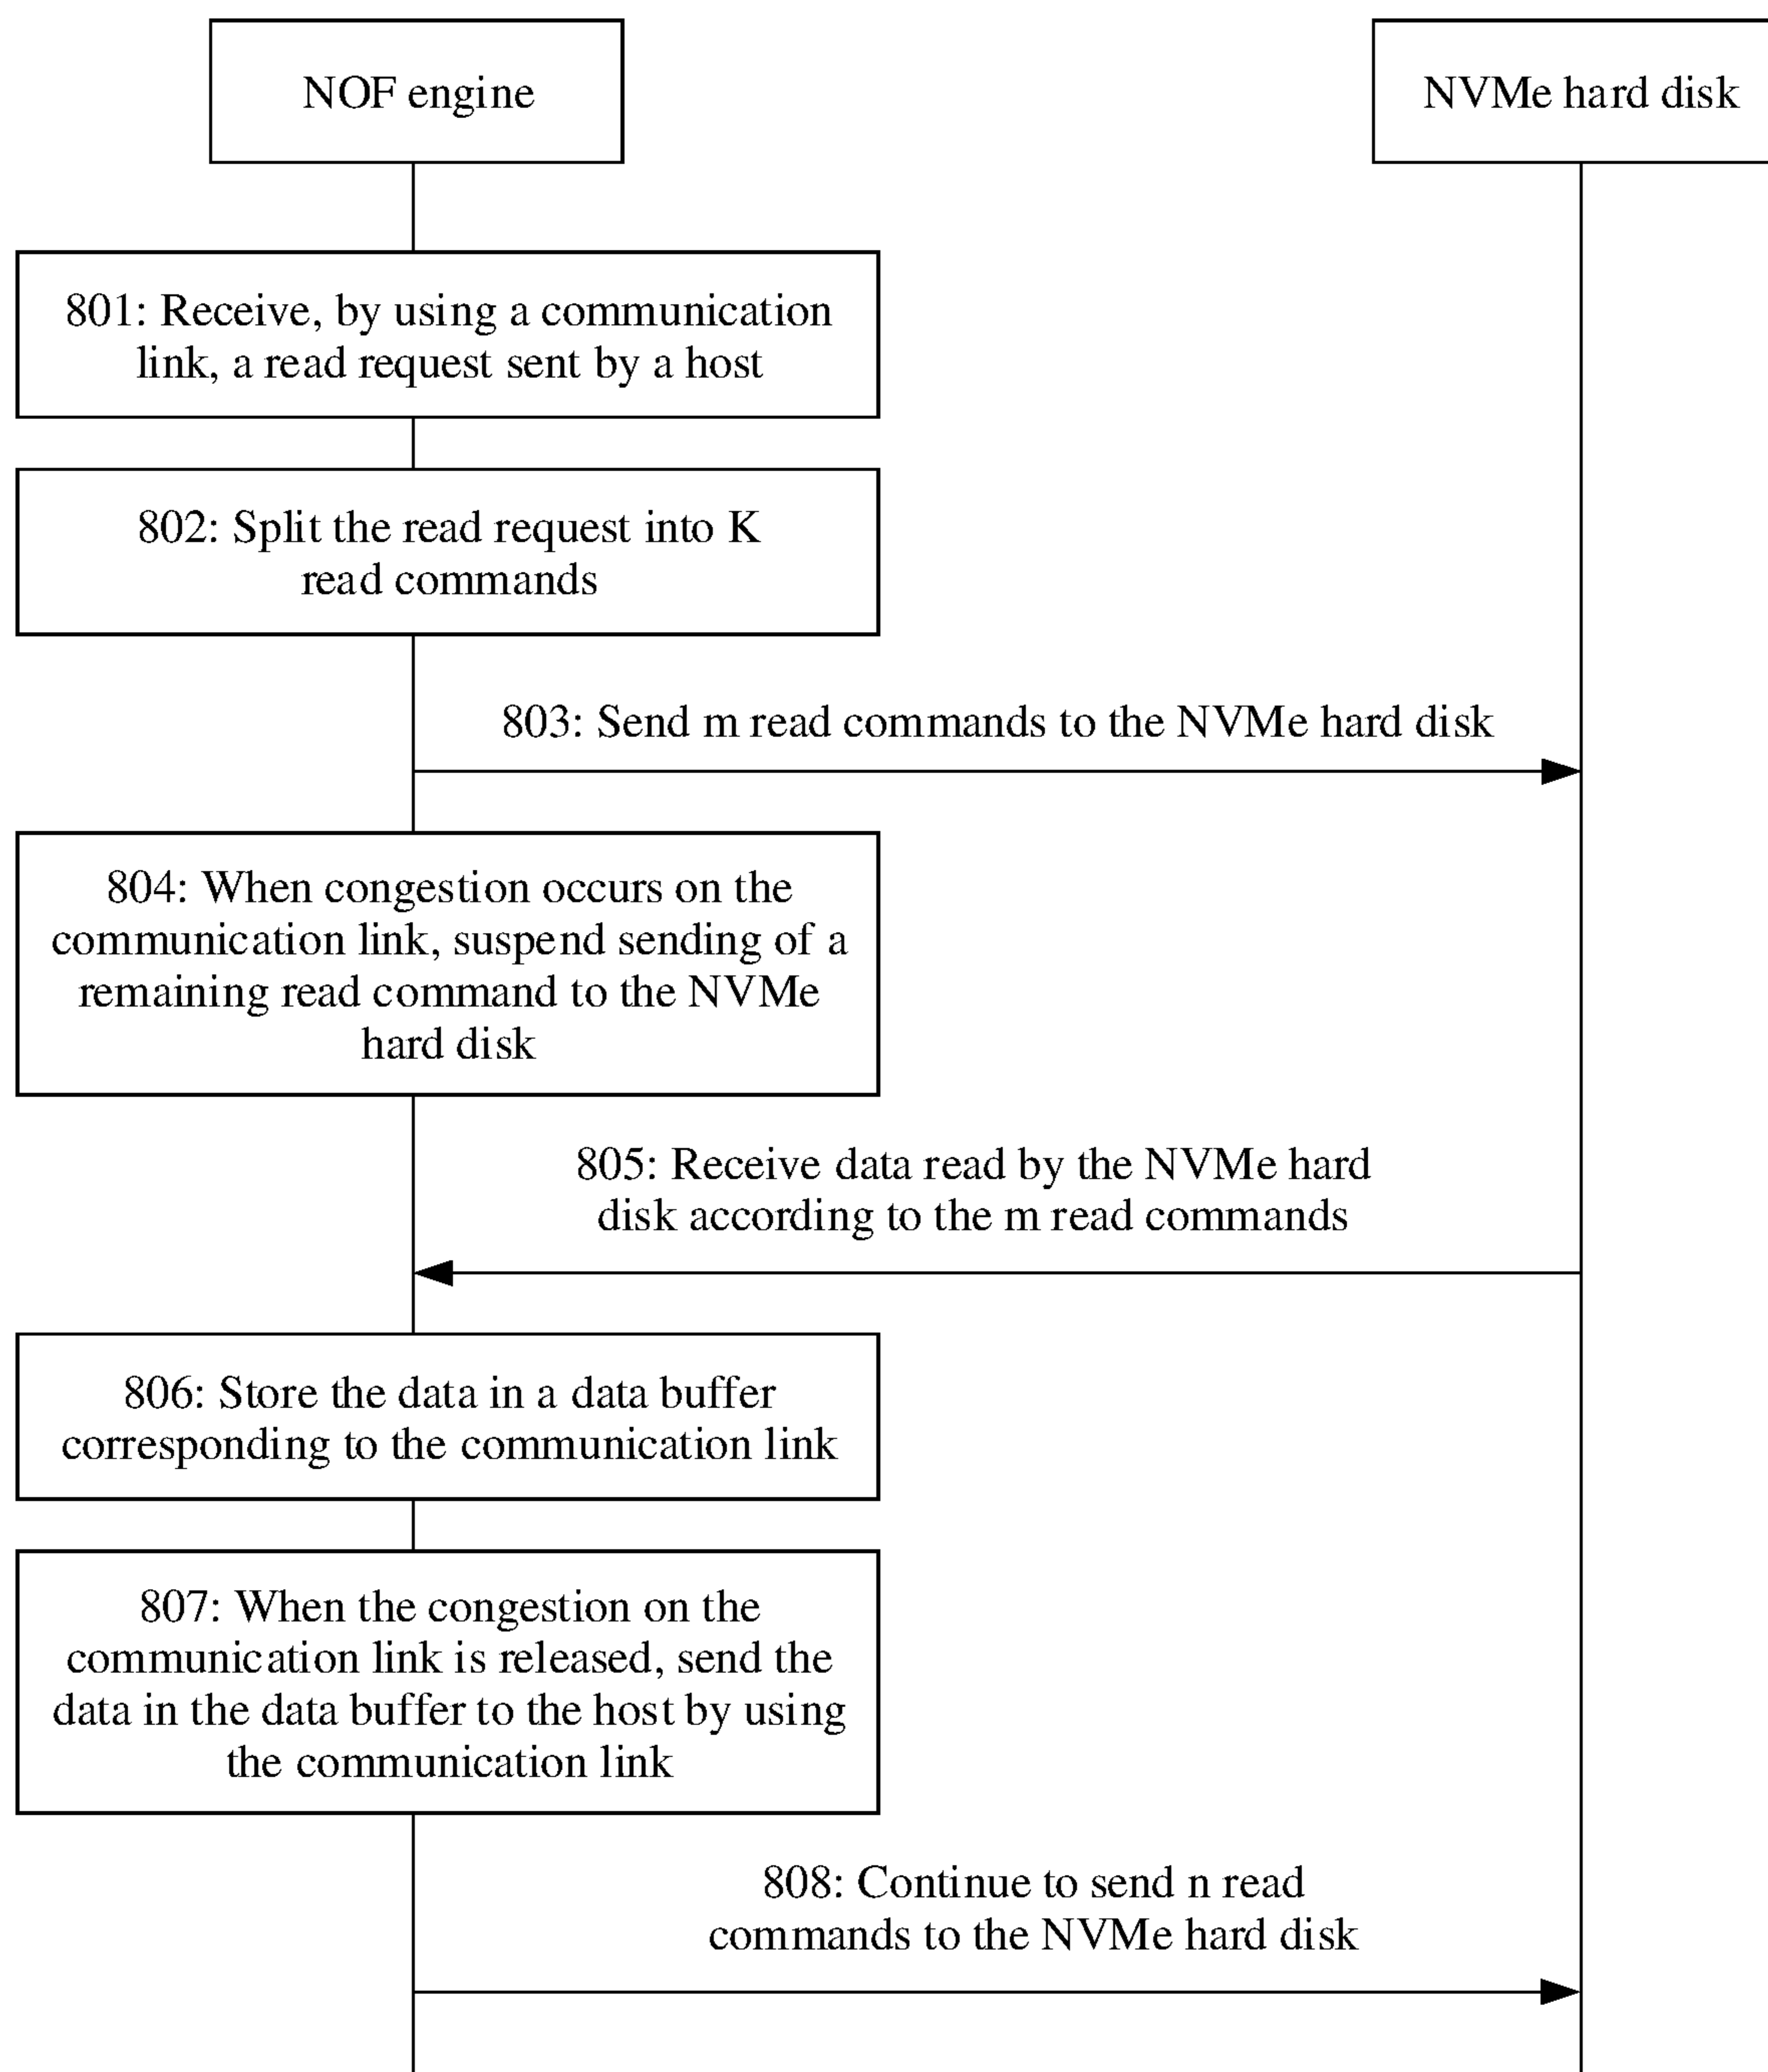 NOF engine
NVMe hard disk
801: Receive, by using a communication
link, a read request sent by a host
802: Split the read request into K
read commands
803: Send m read commands to the NVMe hard disk
804: When congestion occurs on the
communication link, suspend sending of a
remaining read command to the NVMe
hard disk
805: Receive data read by the NVMe hard
disk according to the m read commands
806: Store the data in a data buffer
corresponding to the communication link
807: When the congestion on the
communication link is released, send the
data in the data buffer to the host by using
the communication link
808: Continue to send n read
commands to the NVMe hard disk